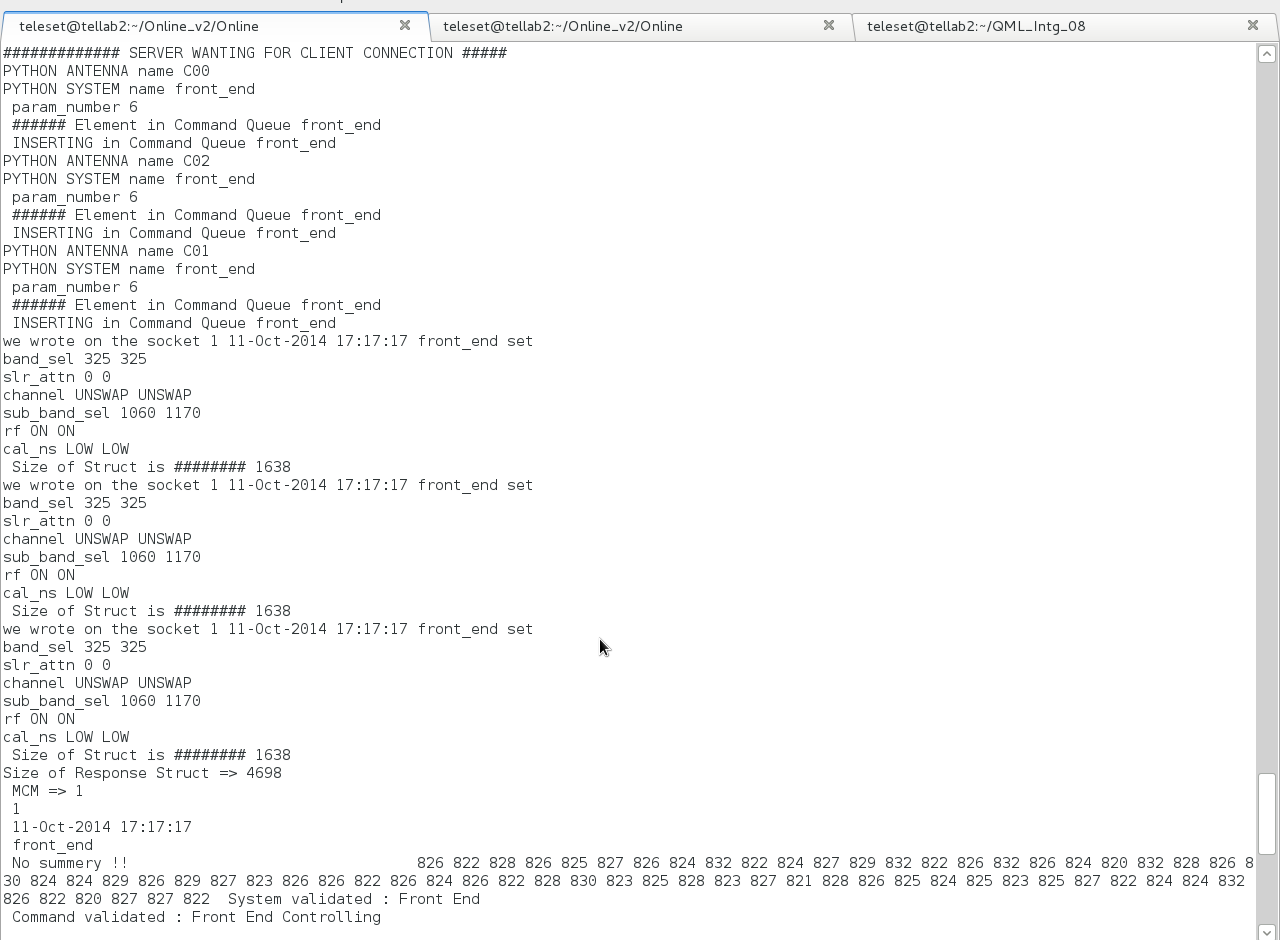 teleset@tellab2:~/Online_v2/Online
teleset@tellab2:~/Online_v2/Online
teleset@tellab2:~/QML_Intg_08
############# SERVER WANTING FOR CLIENT CONNECTION #####
PYTHON ANTENNA name C00
PYTHON SYSTEM name front_end
param_number 6
###### Element in Command Queue front_end
INSERTING in Command Queue front_end
PYTHON ANTENNA name C02
PYTHON SYSTEM name front_end
param_number 6
###### Element in Command Queue front_end
INSERTING in Command Queue front_end
PYTHON ANTENNA name C01
PYTHON SYSTEM name front_end
param_number 6
###### Element in Command Queue front_end
INSERTING in Command Queue front_end
we wrote on the socket 1 11-Oct-2014 17:17:17 front_end set
band_sel 325 325
slr_attn 0 0
channel UNSWAP UNSWAP
sub_band_sel 1060 1170
rf ON ON
cal_ns LOW LOW
Size of Struct is ######## 1638
we wrote on the socket 1 11-Oct-2014 17:17:17 front_end set
band_sel 325 325
slr_attn 0 0
channel UNSWAP UNSWAP
sub_band_sel 1060 1170
rf ON ON
cal_ns LOW LOW
Size of Struct is ######## 1638
we wrote on the socket 1 11-Oct-2014 17:17:17 front_end set
band_sel 325 325
slr_attn 0 0
channel UNSWAP UNSWAP
sub_band_sel 1060 1170
rf ON ON
cal_ns LOW LOW
Size of Struct is ######## 1638
Size of Response Struct => 4698
MCM => 1
1
11-Oct-2014 17:17:17
front_end
No summery !! 826 822 828 826 825 827 826 824 832 822 824 827 829 832 822 826 832 826 824 820 832 828 826 8
30 824 824 829 826 829 827 823 826 826 822 826 824 826 822 828 830 823 825 828 823 827 821 828 826 825 824 825 823 825 827 822 824 824 832
826 822 820 827 827 822 System validated : Front End
Command validated : Front End Controlling